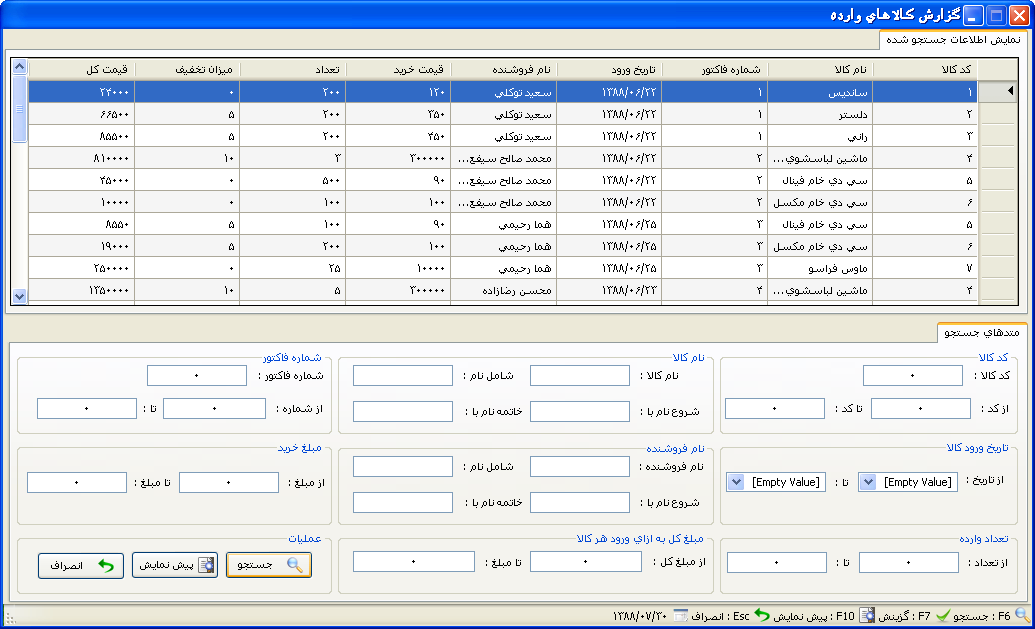 گزارش کالاهاي وارده
نمايش اطلاعات جستجو شده
کد کالا نام کالا شماره فاکتور تاريخ ورود نام فروشنده قيمت خريد تعداد ميزان تخفيف قيمت کل
۱ سانديس ۱ ۱۳۸۸/۰۶/۲۲ سعيد توکلي ۱۲۰ ۲۰۰ ۰ ۲۴۰۰۰
۲ دلستر ۱ ۱۳۸۸/۰۶/۲۲ سعيد توکلي ۳۵۰ ۲۰۰ ۵ ۶۶۵۰۰
۳ راني ۱ ۱۳۸۸/۰۶/۲۲ سعيد توکلي ۴۵۰ ۲۰۰ ۵ ۸۵۵۰۰
۴ ماشين لباسشوي... ۲ ۱۳۸۸/۰۶/۲۲ محمد صالح سيفع... ۳۰۰۰۰۰ ۳ ۱۰ ۸۱۰۰۰۰
۵ سي دي خام فينال ۲ ۱۳۸۸/۰۶/۲۲ محمد صالح سيفع... ۹۰ ۵۰۰ ۰ ۴۵۰۰۰
۶ سي دي خام مکسل ۲ ۱۳۸۸/۰۶/۲۲ محمد صالح سيفع... ۱۰۰ ۱۰۰ ۰ ۱۰۰۰۰
۵ سي دي خام فينال ۳ ۱۳۸۸/۰۶/۲۵ هما رحيمي ۹۰ ۱۰۰ ۵ ۸۵۵۰
۶ سي دي خام مکسل ۳ ۱۳۸۸/۰۶/۲۵ هما رحيمي ۱۰۰ ۲۰۰ ۵ ۱۹۰۰۰
۷ ماوس فراسو ۳ ۱۳۸۸/۰۶/۲۵ هما رحيمي ۱۰۰۰۰ ۲۵ ۰ ۲۵۰۰۰۰
۴ ماشين لباسشوي... ۴ ۱۳۸۸/۰۶/۲۳ محسن رضازاده ۳۰۰۰۰۰ ۵ ۱۰ ۱۳۵۰۰۰۰
متدهاي جستجو
کد کالا نام کالا شماره فاکتور
کد کالا : ۰ نام کالا : شامل نام : شماره فاکتور : ۰
از کد : ۰ تا کد : ۰ شروع نام با : خاتمه نام با : از شماره : ۰ تا : ۰
تاريخ ورود کالا نام فروشنده مبلغ خريد
از تاريخ : [Empty Value] تا : [Empty Value] نام فروشنده : شامل نام : از مبلغ : ۰ تا مبلغ : ۰
شروع نام با : خاتمه نام با :
تعداد وارده مبلغ کل به ازاي ورود هر کالا عمليات
از تعداد : ۰ تا : ۰ از مبلغ کل : ۰ تا مبلغ : ۰ جستجو پيش نمايش انصراف
F6 : جستجو F7 : گزينش F10 : پيش نمايش Esc : انصراف ۱۳۸۸/۰۷/۳۰